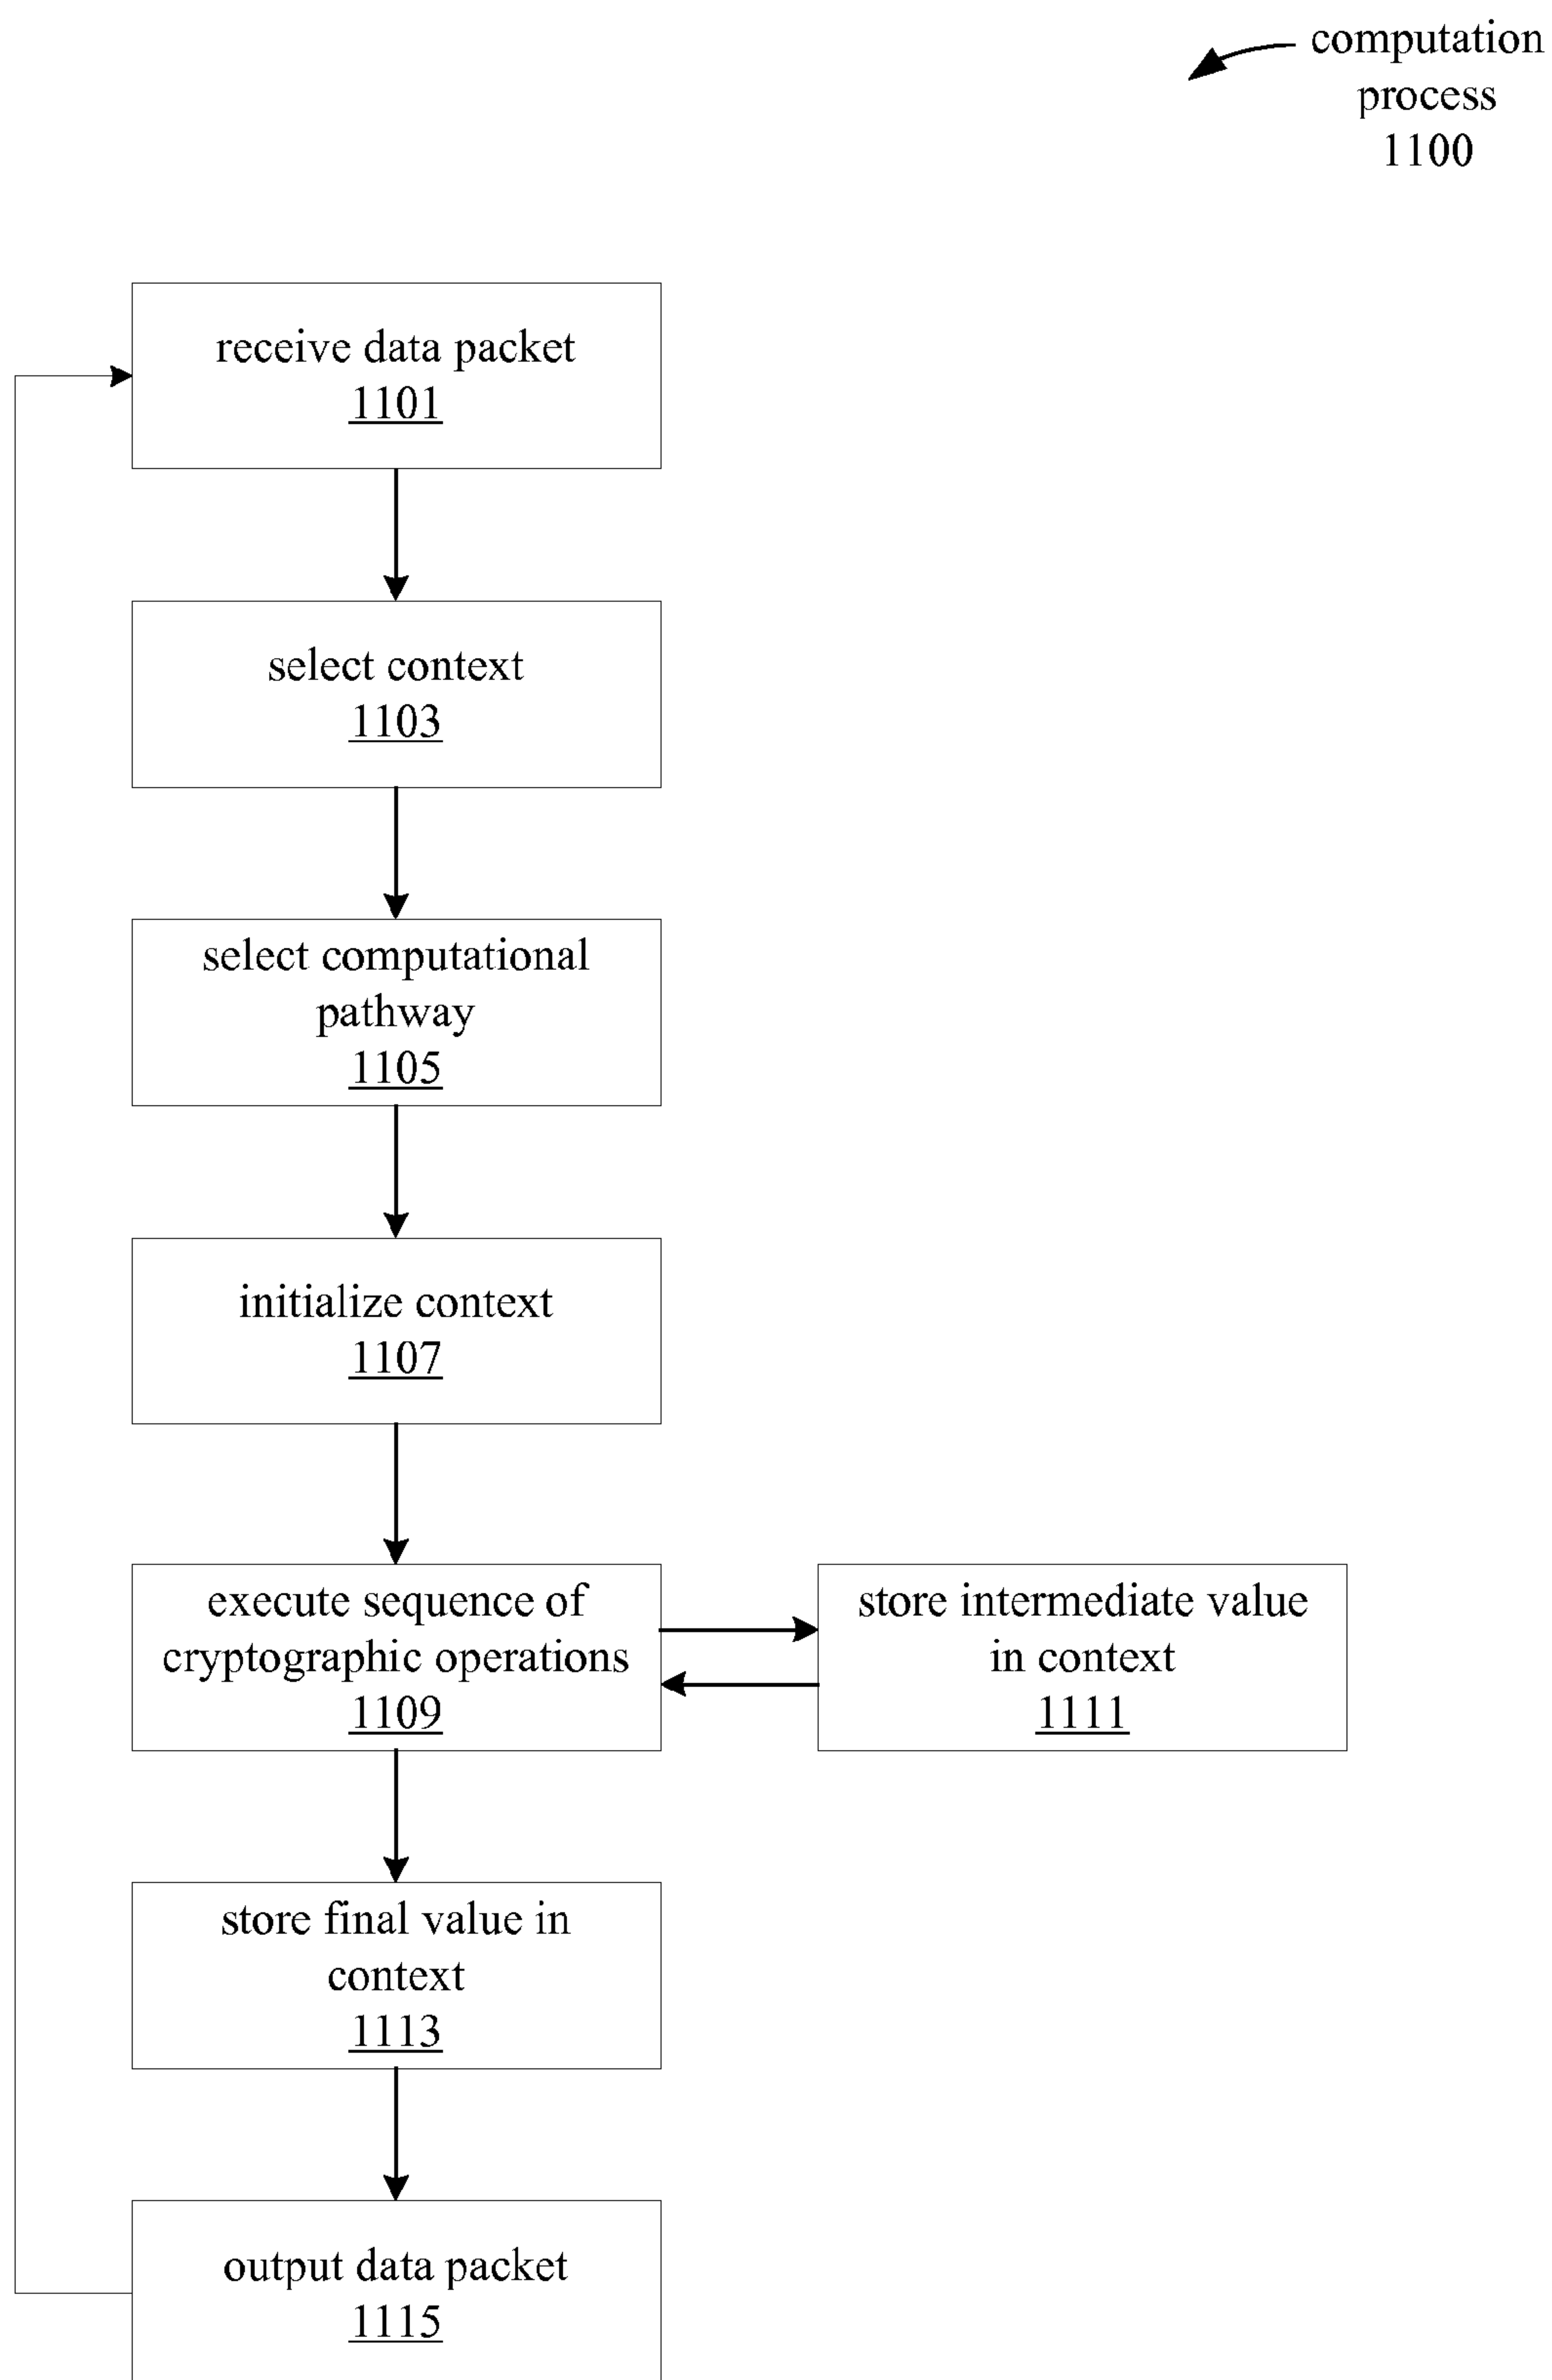 computation
process
1100
receive data packet
1101
select context
1103
select computational
pathway
1105
initialize context
1107
execute sequence of
cryptographic operations
1109
store intermediate value
in context
1111
store final value in
context
1113
output data packet
1115